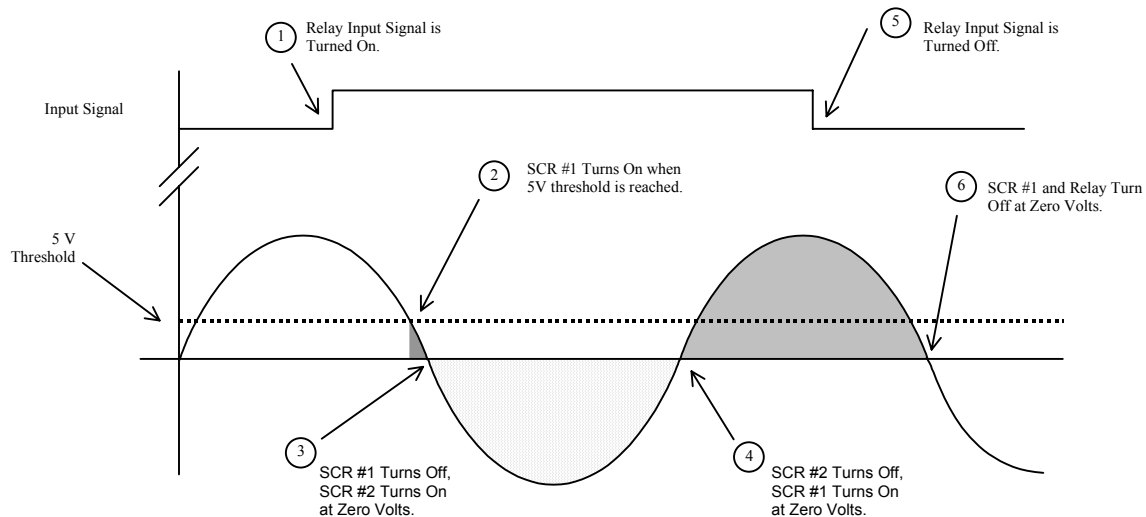 1
Relay Input Signal is
Turned On.
5
Relay Input Signal is
Turned Off.
Input Signal
2
SCR #1 Turns On when
5V threshold is reached.
6
SCR #1 and Relay Turn
Off at Zero Volts.
5 V
Threshold
3
SCR #1 Turns Off,
SCR #2 Turns On
at Zero Volts.
4
SCR #2 Turns Off,
SCR #1 Turns On
at Zero Volts.